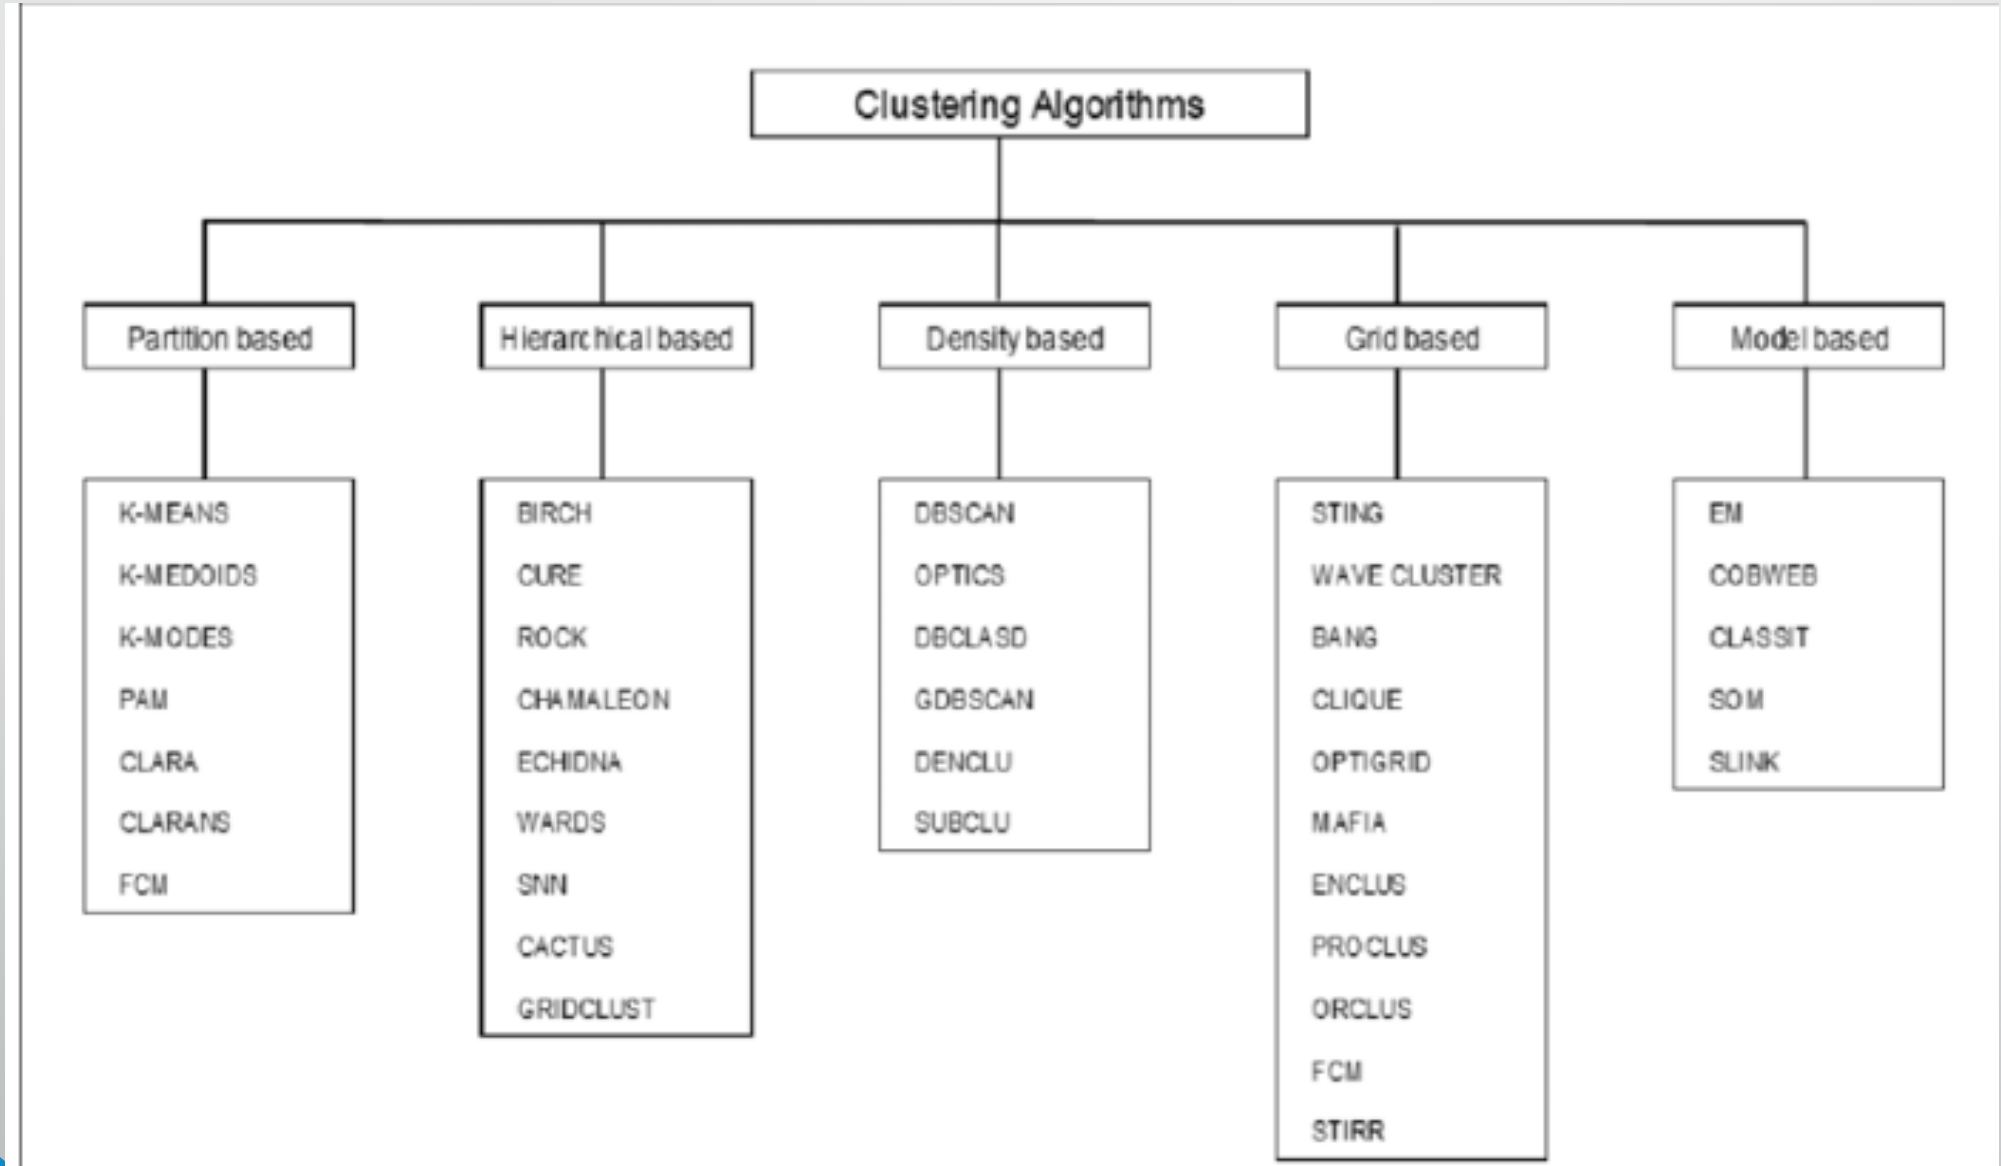 Clustering Algorithms
Partition based
Hierarchical based
Density based
Grid based
Model based
K-MEANS
K-MEDOIDS
K-MODES
PAM
CLARA
CLARANS
FCM
BIRCH
CURE
ROCK
CHAMALEON
ECHIDNA
WARDS
SNN
CACTUS
GRIDCLUST
DBSCAN
OPTICS
DBCLASD
GDBSCAN
DENCLU
SUBCLU
STING
WAVE CLUSTER
BANG
CLIQUE
OPTIGRID
MAFIA
ENCLUS
PROCLUS
ORCLUS
FCM
STIRR
EM
COBWEB
CLASSIT
SOM
SLINK